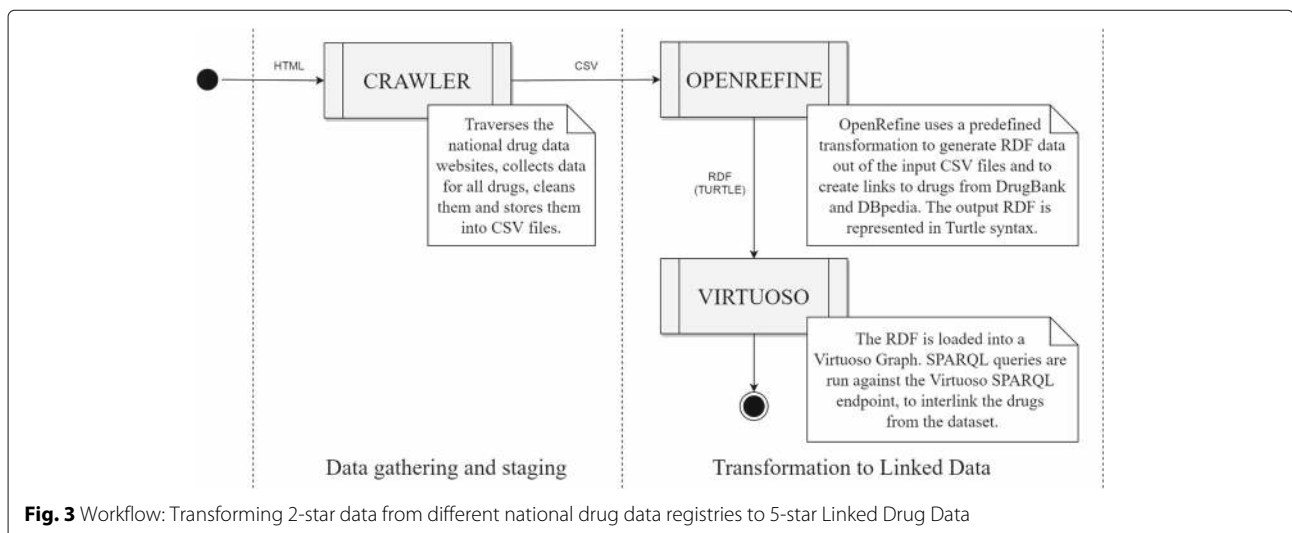 HTML
CRAWLER
CSV
OPENREFINE
Traverses the
national drug data
websites, collects data
for all drugs, cleans
them and stores them
into CSV files.
OpenRefine uses a predefined
transformation to generate RDF data
out of the input CSV files and to
create links to drugs from DrugBank
and DBpedia. The output RDF is
represented in Turtle syntax.
RDF
(TURTLE)
VIRTUOSO
The RDF is loaded into a
Virtuoso Graph. SPARQL queries are
run against the Virtuoso SPARQL
endpoint, to interlink the drugs
from the dataset.
Data gathering and staging
Transformation to Linked Data
Fig. 3 Workflow: Transforming 2-star data from different national drug data registries to 5-star Linked Drug Data